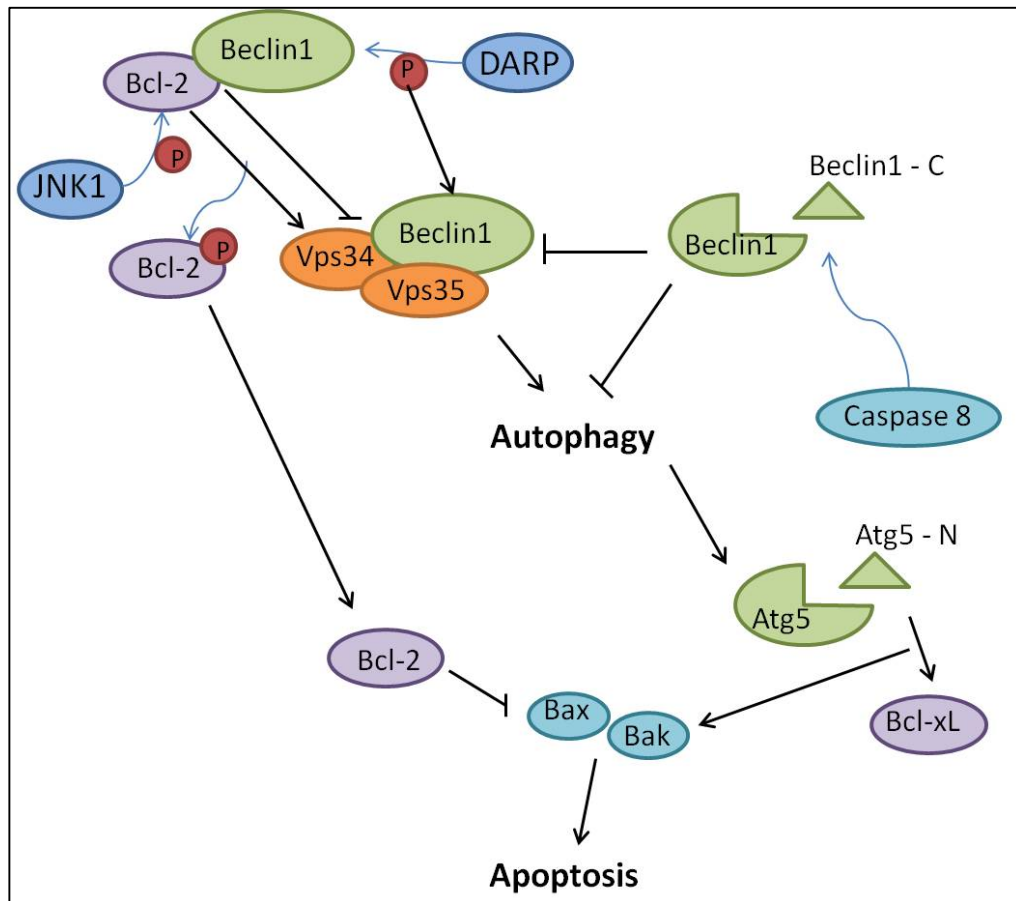 Beclin1
DARP
P
Bcl-2
P
JNK1
Beclin1 - C
Beclin1
Beclin1
Vps34
P
Bcl-2
Vps35
Caspase 8
Autophagy
Atg5 - N
Atg5
Bcl-2
Bax
Bak
Bcl-xL
Apoptosis